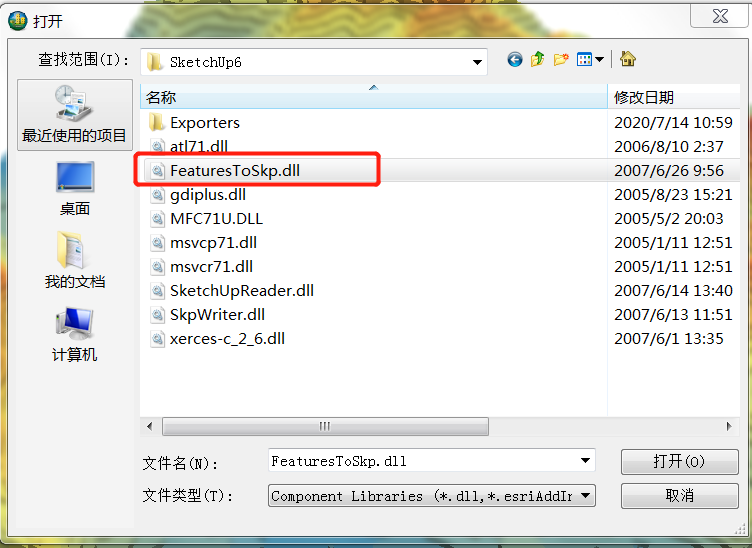 打开
查找范围(I):
SketchUp6
最近使用的项目
桌面
我的文档
计算机
名称 修改日期
Exporters 2020/7/14 10:59
atl71.dll 2006/8/10 2:37
FeaturesToSkp.dll 2007/6/26 9:56
gdiplus.dll 2005/8/23 15:21
MFC71U.DLL 2005/5/2 20:03
msvcp71.dll 2005/1/11 12:51
msvcr71.dll 2005/1/11 12:51
SketchUpReader.dll 2007/6/14 13:40
SkpWriter.dll 2007/6/13 11:51
xerces-c_2_6.dll 2007/6/1 13:35
文件名(N): FeaturesToSkp.dll 打开(O)
文件类型(T): Component Libraries (*.dll,*.esriAddIn 取消